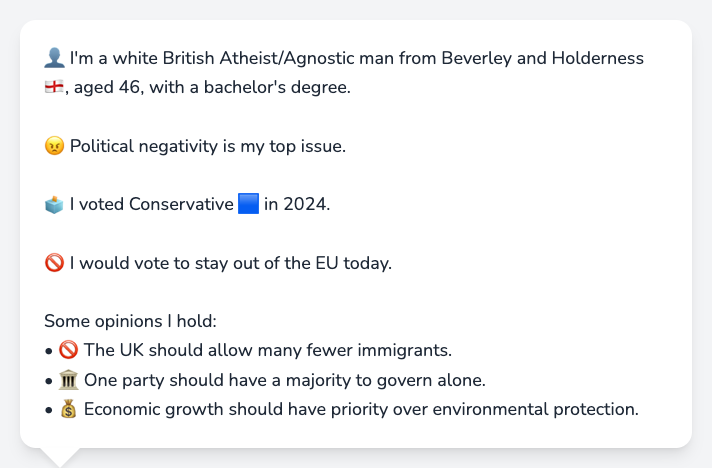 👤 I'm a white British Atheist/Agnostic man from Beverley and Holderness
🏴󠁧󠁢󠁥󠁮󠁧󠁿, aged 46, with a bachelor's degree.
😠 Political negativity is my top issue.
🗳️ I voted Conservative 🟦 in 2024.
🚫 I would vote to stay out of the EU today.
Some opinions I hold:
• 🚫 The UK should allow many fewer immigrants.
• 🏛️ One party should have a majority to govern alone.
• 💰 Economic growth should have priority over environmental protection.